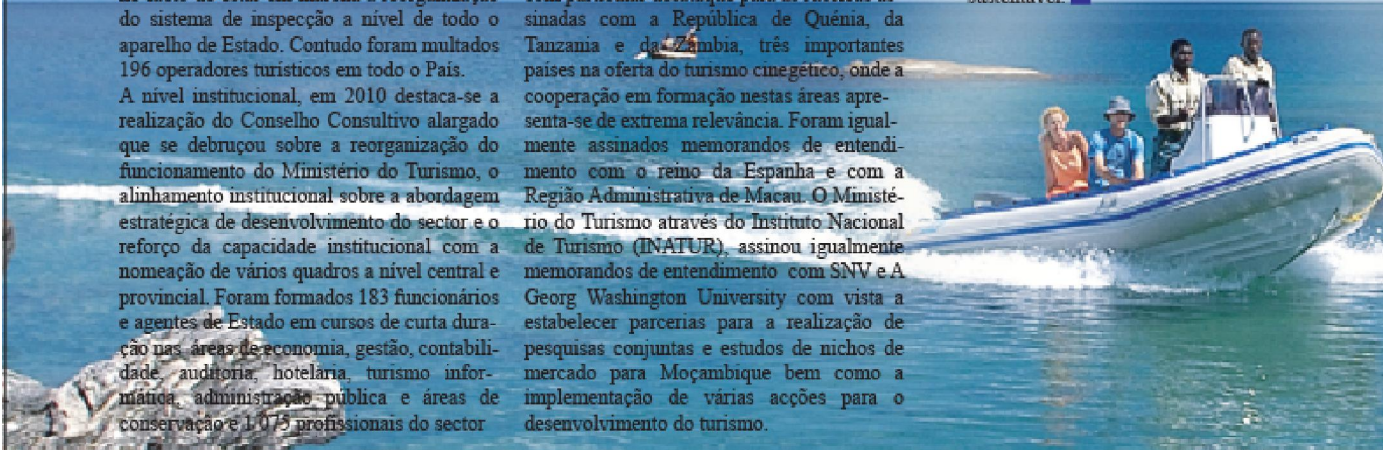 do sistema de inspecção a nível de todo o
aparelho de Estado. Contudo foram multados
196 operadores turísticos em todo o País.
A nível institucional, em 2010 destaca-se a
realização do Conselho Consultivo alargado
que se debruçou sobre a reorganização do
funcionamento do Ministério do Turismo, o
alinhamento institucional sobre a abordagem
estratégica de desenvolvimento do sector e o
reforço da capacidade institucional com a
nomeação de vários quadros a nível central e
provincial. Foram formados 183 funcionários
e agentes de Estado em cursos de curta dura-
ção nas áreas de economia, gestão, contabili-
dade, auditoria, hotelaria, turismo infor-
mática, administração pública e áreas de
conservação e 1.075 profissionais do sector
sinadas com a República de Quénia, da
Tanzania e da Zambia, três importantes
países na oferta do turismo cinegético, onde a
cooperação em formação nestas áreas apre-
senta-se de extrema relevância. Foram igual-
mente assinados memorandos de entendi-
mento com o reino da Espanha e com a
Região Administrativa de Macau. O Ministé-
rio do Turismo através do Instituto Nacional
de Turismo (INATUR), assinou igualmente
memorandos de entendimento com SNV e A
Georg Washington University com vista a
estabelecer parcerias para a realização de
pesquisas conjuntas e estudos de nichos de
mercado para Moçambique bem como a
implementação de várias acções para o
desenvolvimento do turismo.